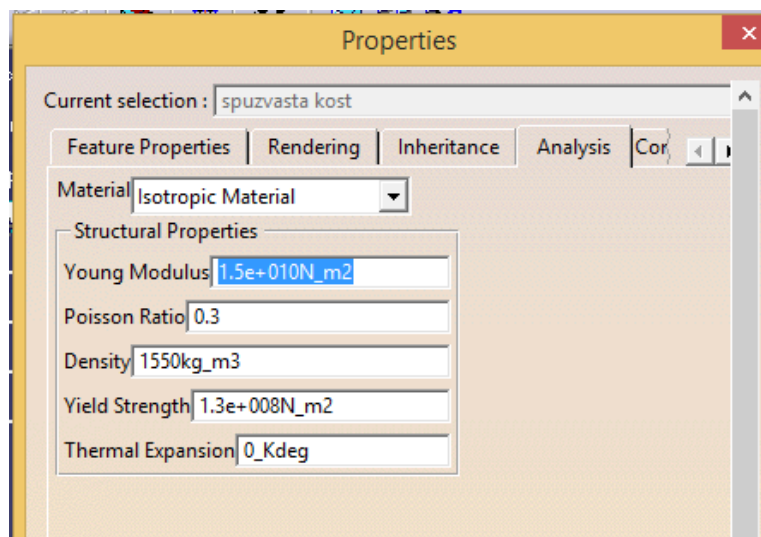 Properties
Current selection : spuzvasta kost
Feature Properties Rendering Inheritance Analysis Cor
Material Isotropic Material
Structural Properties
Young Modulus 1.5e+010N_m2
Poisson Ratio 0.3
Density 1550kg_m3
Yield Strength 1.3e+008N_m2
Thermal Expansion 0_Kdeg